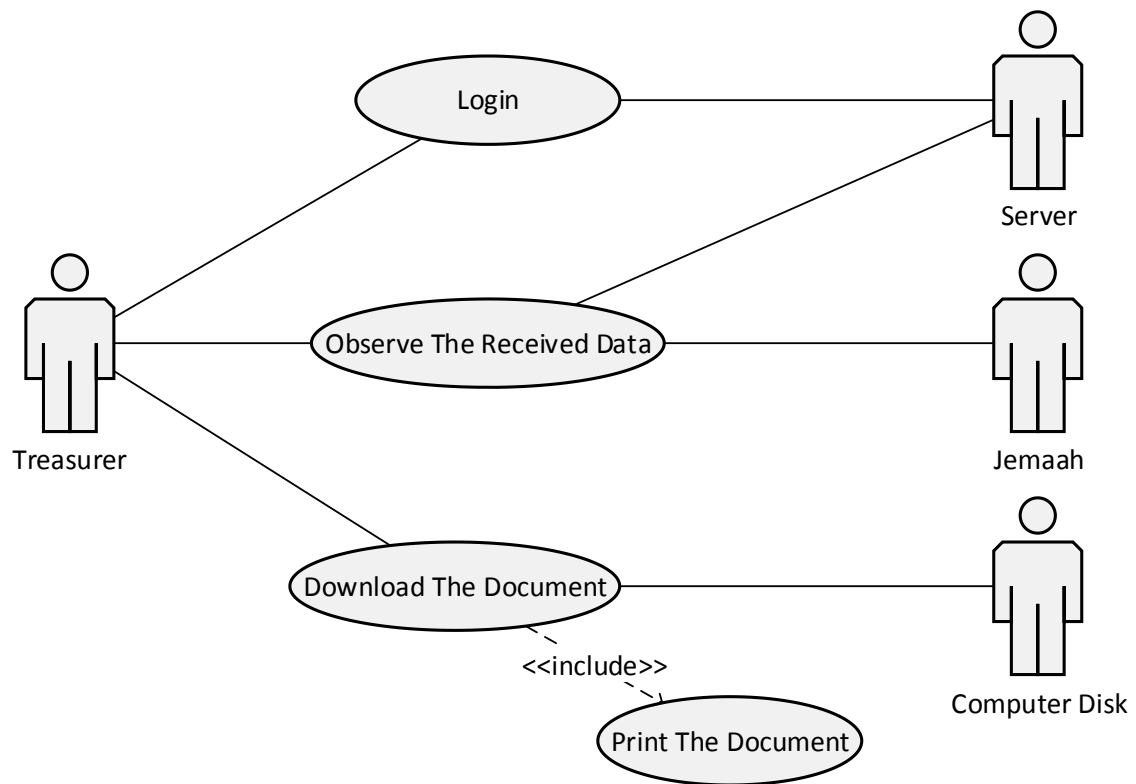 Login
Server
Observe The Received Data
Treasurer
Jemaah
Download The Document
<<include>>
Computer Disk
Print The Document